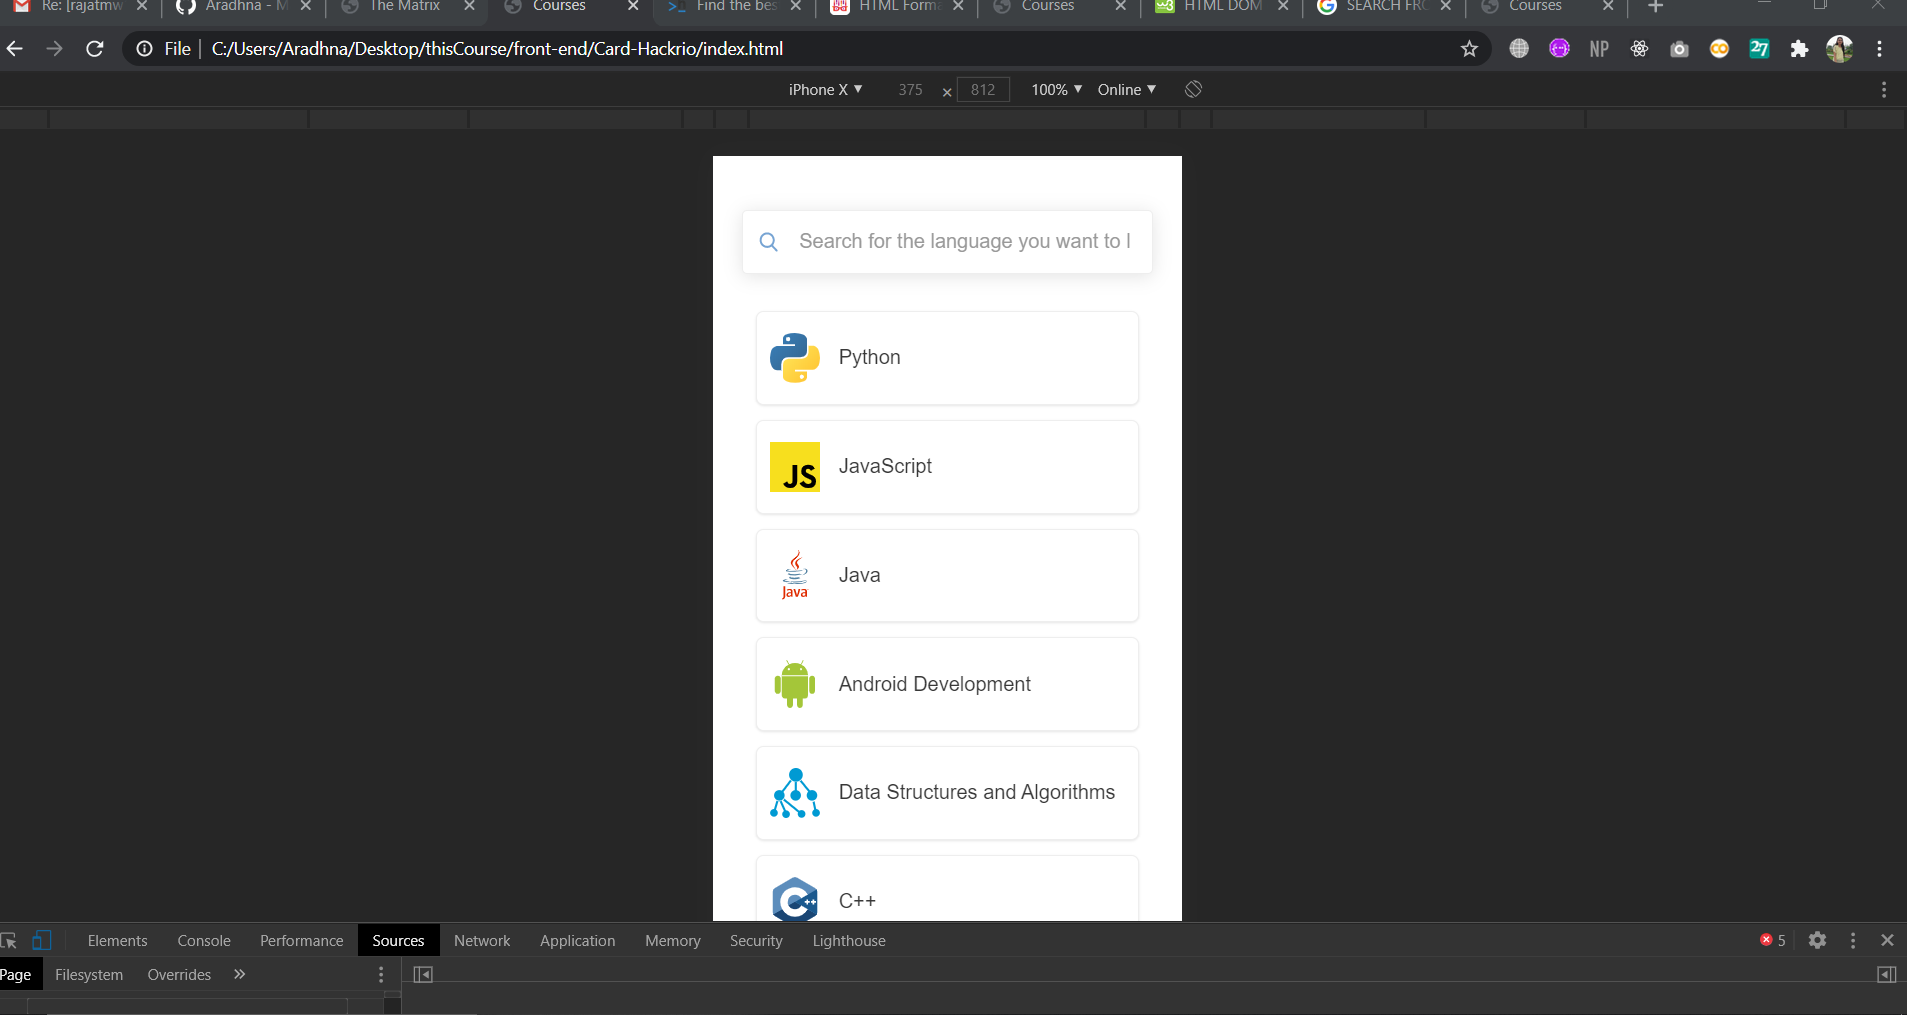 Re: [rajatmw
Aradhna - M
The Matrix
Courses
Find the bes
HTML Forma
Courses
HTML DOM
SEARCH FRO
Courses
File | C:/Users/Aradhna/Desktop/thisCourse/front-end/Card-Hackrio/index.html
NP
27
iPhone X ▼ 375 × 812 100% ▼ Online ▼
Search for the language you want to l
Python
JS JavaScript
Java Java
Android Development
Data Structures and Algorithms
C++ C++
Elements Console Performance Sources Network Application Memory Security Lighthouse 5
Page Filesystem Overrides »